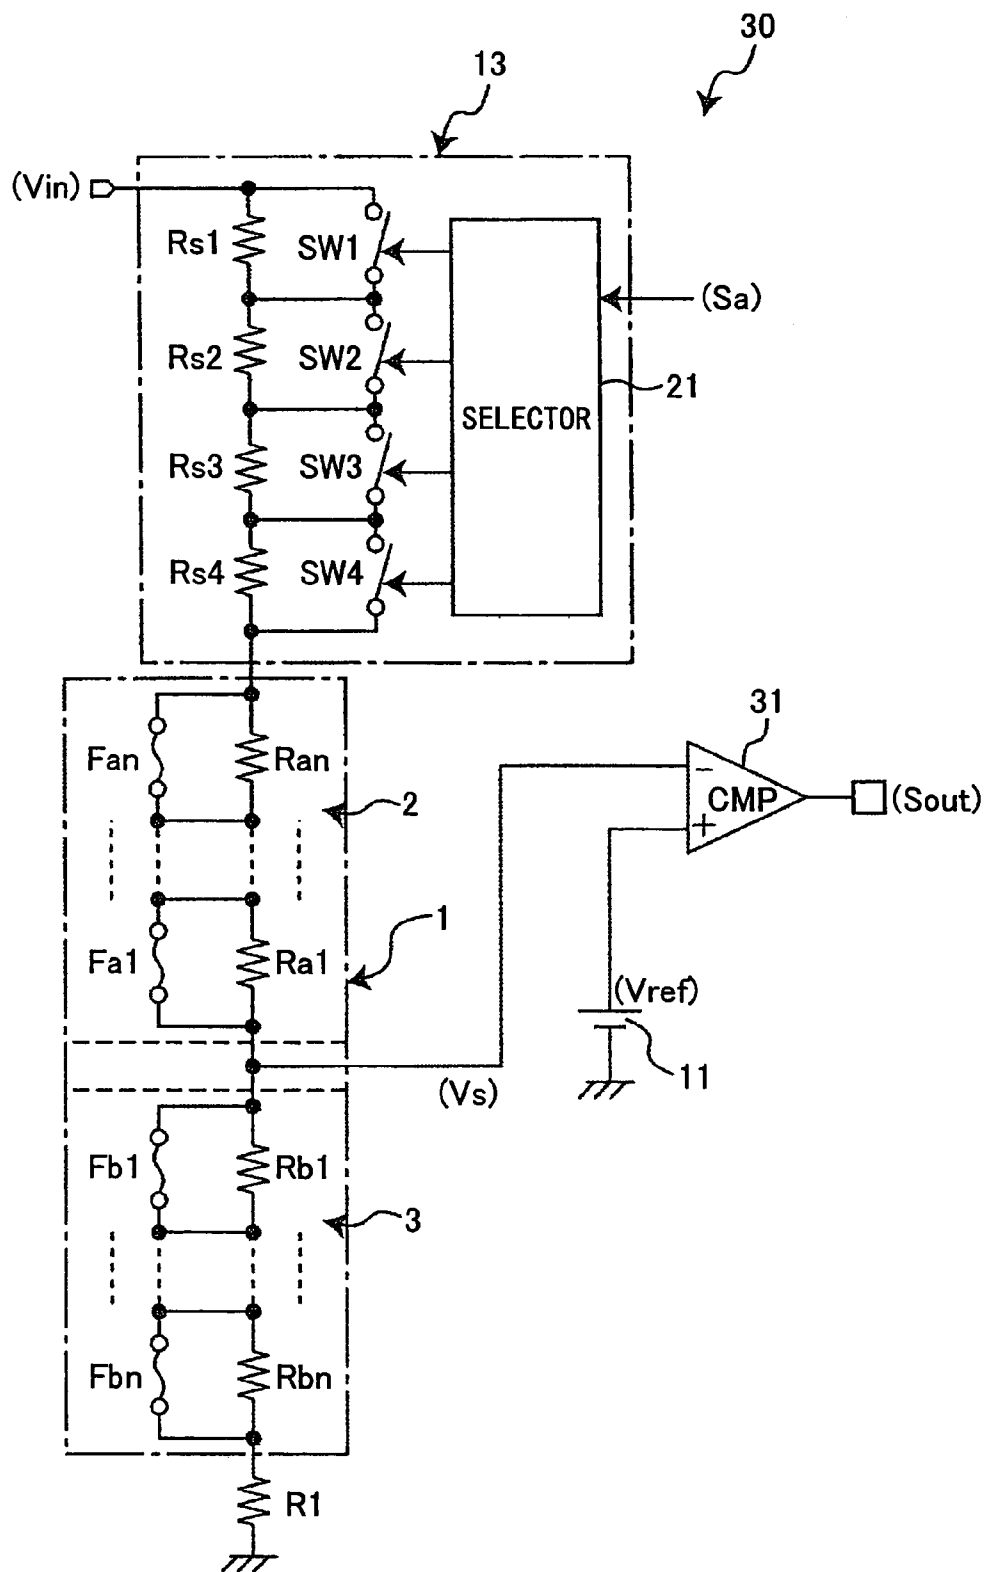 30
13
(Vin)
Rs1
SW1
(Sa)
Rs2
SW2
21
SELECTOR
Rs3
SW3
Rs4
SW4
31
Fan
Ran
2
CMP
−
+
(Sout)
1
Fa1
Ra1
(Vref)
11
(Vs)
Fb1
Rb1
3
Fbn
Rbn
R1